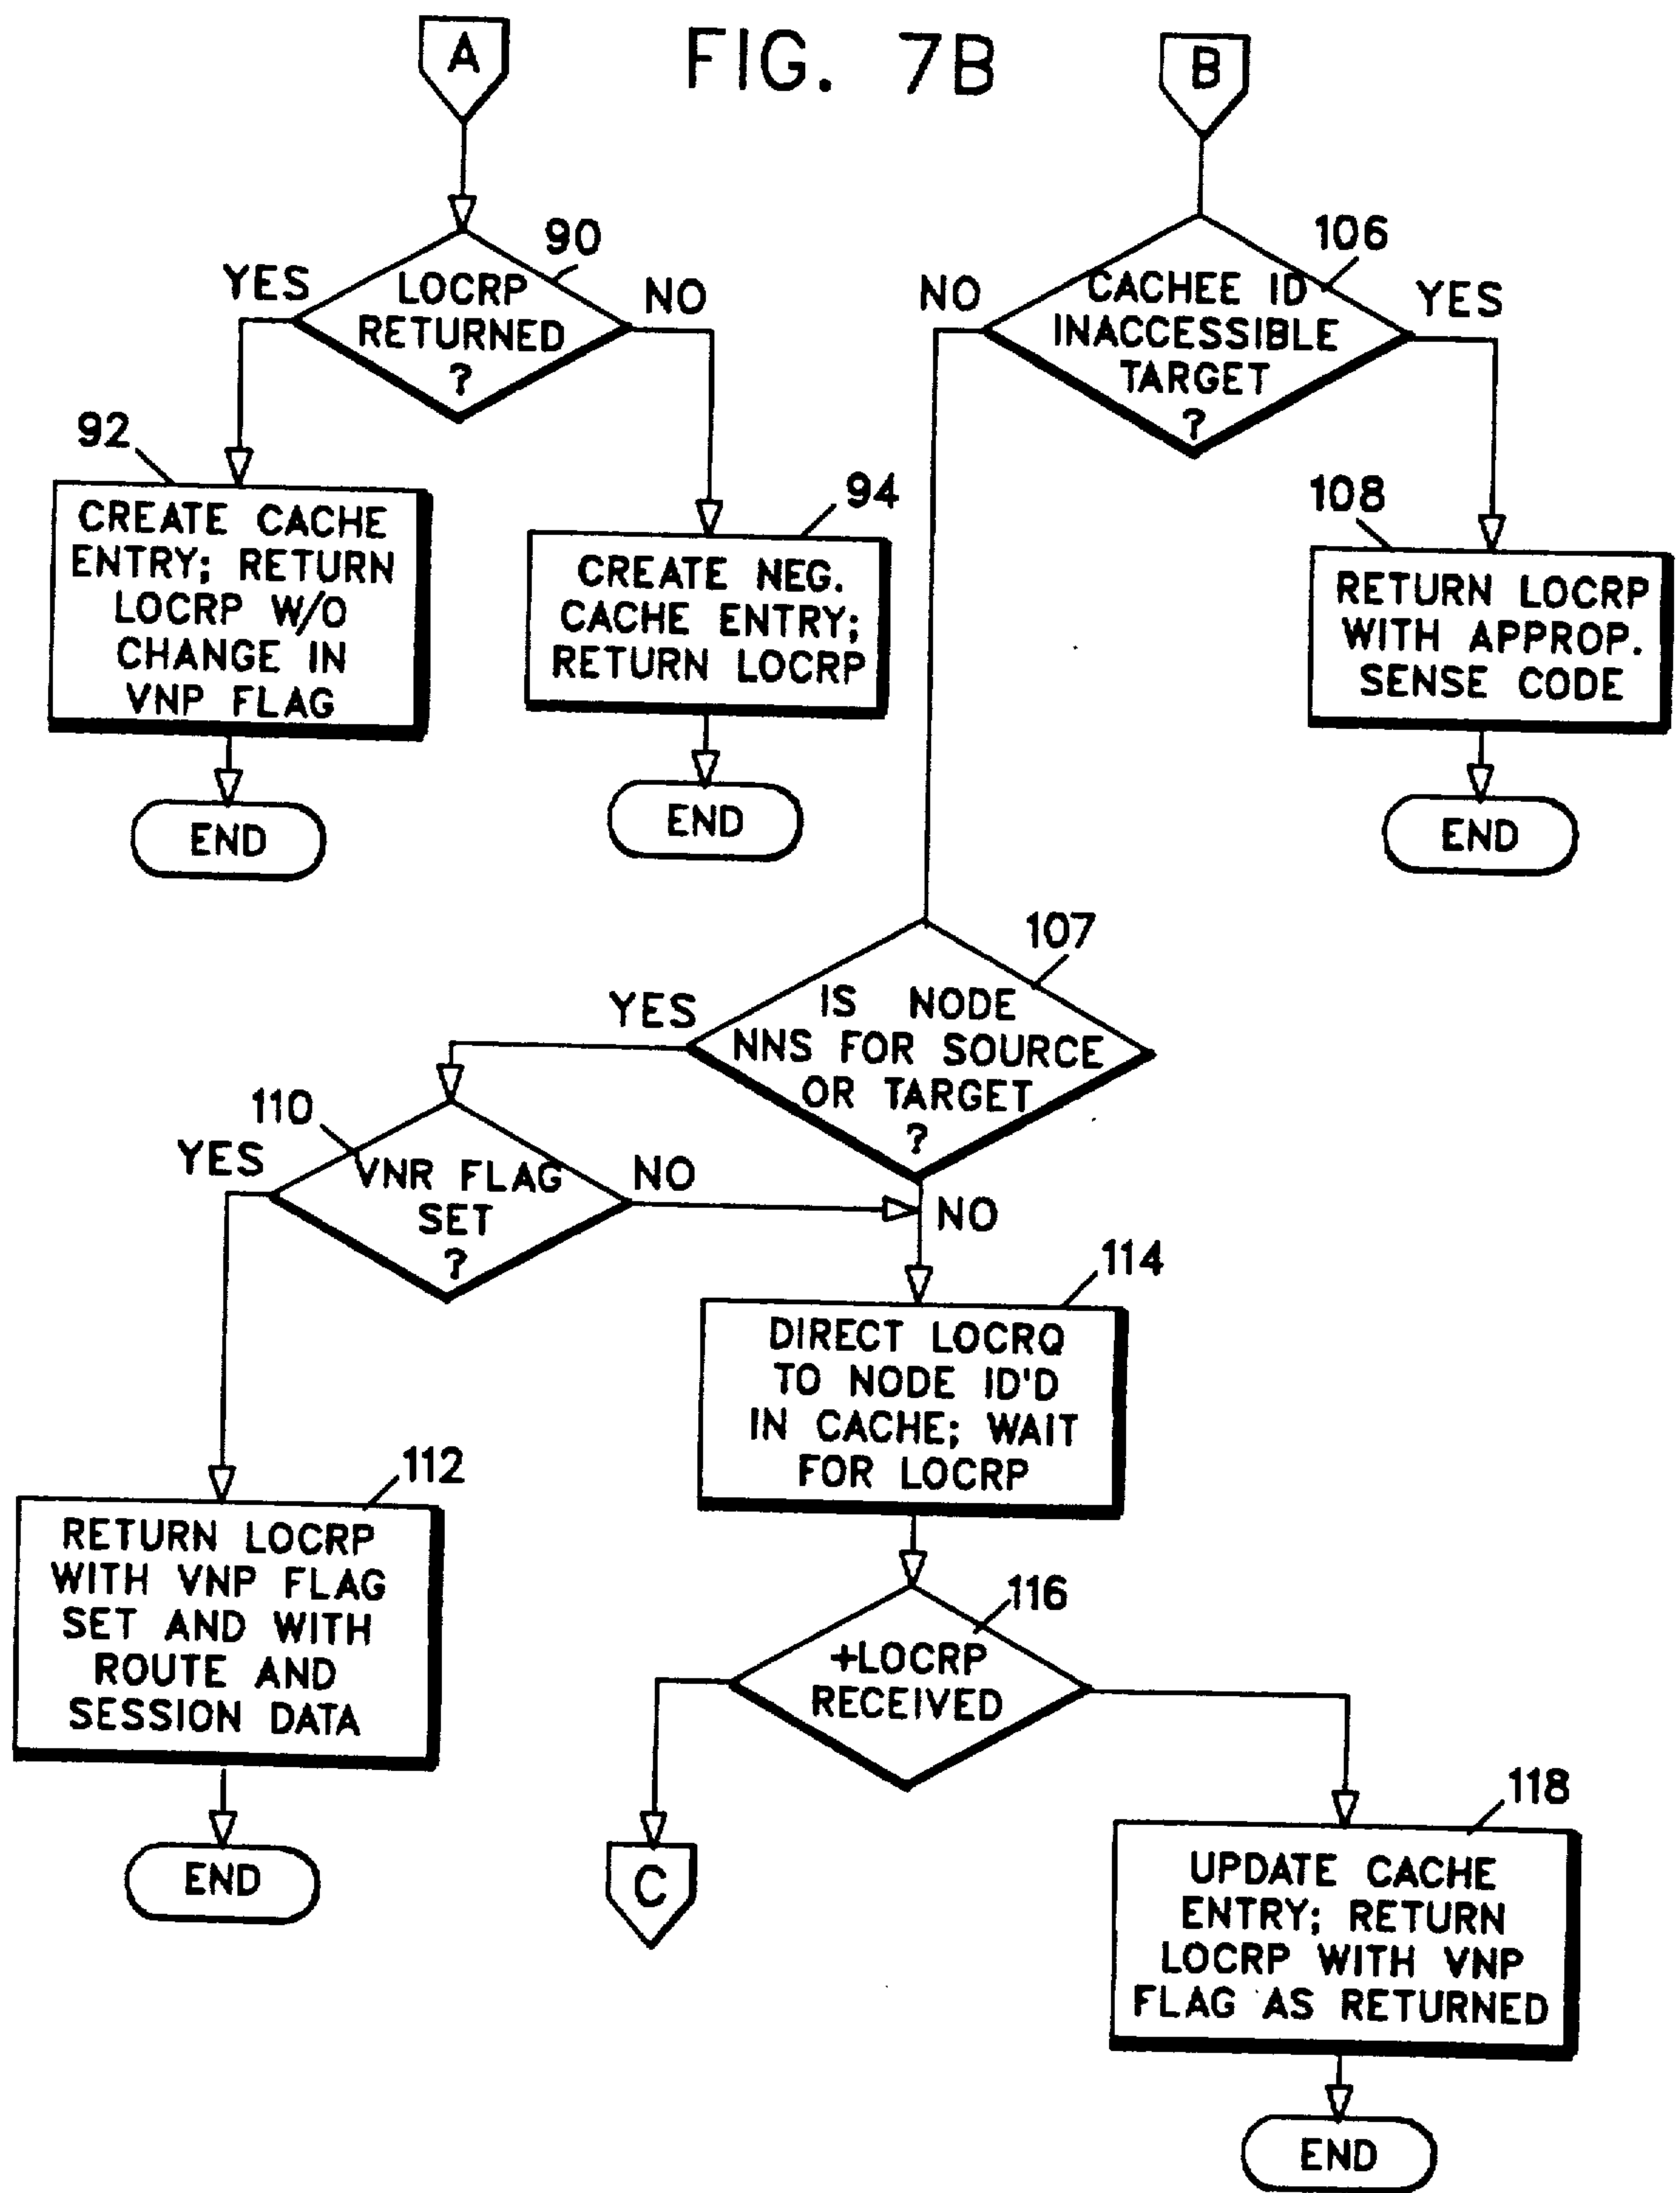 FIG. 7B
A
90
LOCRP
RETURNED
?
YES
NO
92
CREATE CACHE
ENTRY; RETURN
LOCRP W/O
CHANGE IN
VNP FLAG
END
94
CREATE NEG.
CACHE ENTRY;
RETURN LOCRP
END
B
106
CACHEE ID
INACCESSIBLE
TARGET
?
NO
YES
108
RETURN LOCRP
WITH APPROP.
SENSE CODE
END
107
IS NODE
NNS FOR SOURCE
OR TARGET
?
YES
NO
110
VNR FLAG
SET
?
YES
NO
112
RETURN LOCRP
WITH VNP FLAG
SET AND WITH
ROUTE AND
SESSION DATA
END
114
DIRECT LOCRQ
TO NODE ID'D
IN CACHE; WAIT
FOR LOCRP
116
+LOCRP
RECEIVED
C
118
UPDATE CACHE
ENTRY; RETURN
LOCRP WITH VNP
FLAG AS RETURNED
END